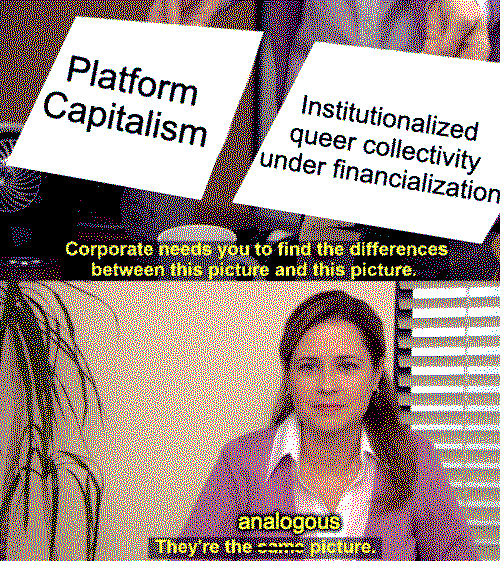 Platform
Capitalism
Institutionalized
queer collectivity
under financialization
Corporate needs you to find the differences
between this picture and this picture.
analogous
They're the same picture.